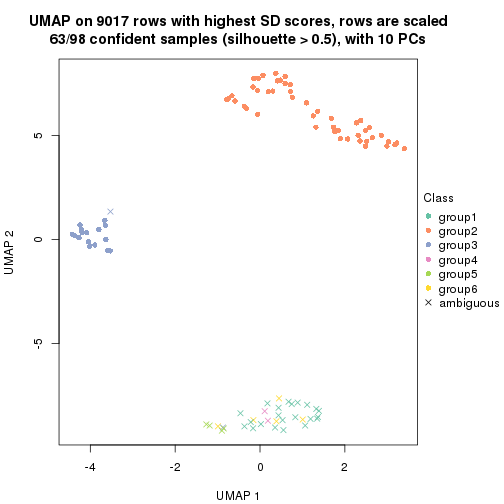 UMAP on 9017 rows with highest SD scores, rows are scaled
63/98 confident samples (silhouette > 0.5), with 10 PCs
5
0
-5
UMAP 2
-4
-2
0
2
UMAP 1
Class
group1
group2
group3
group4
group5
group6
ambiguous